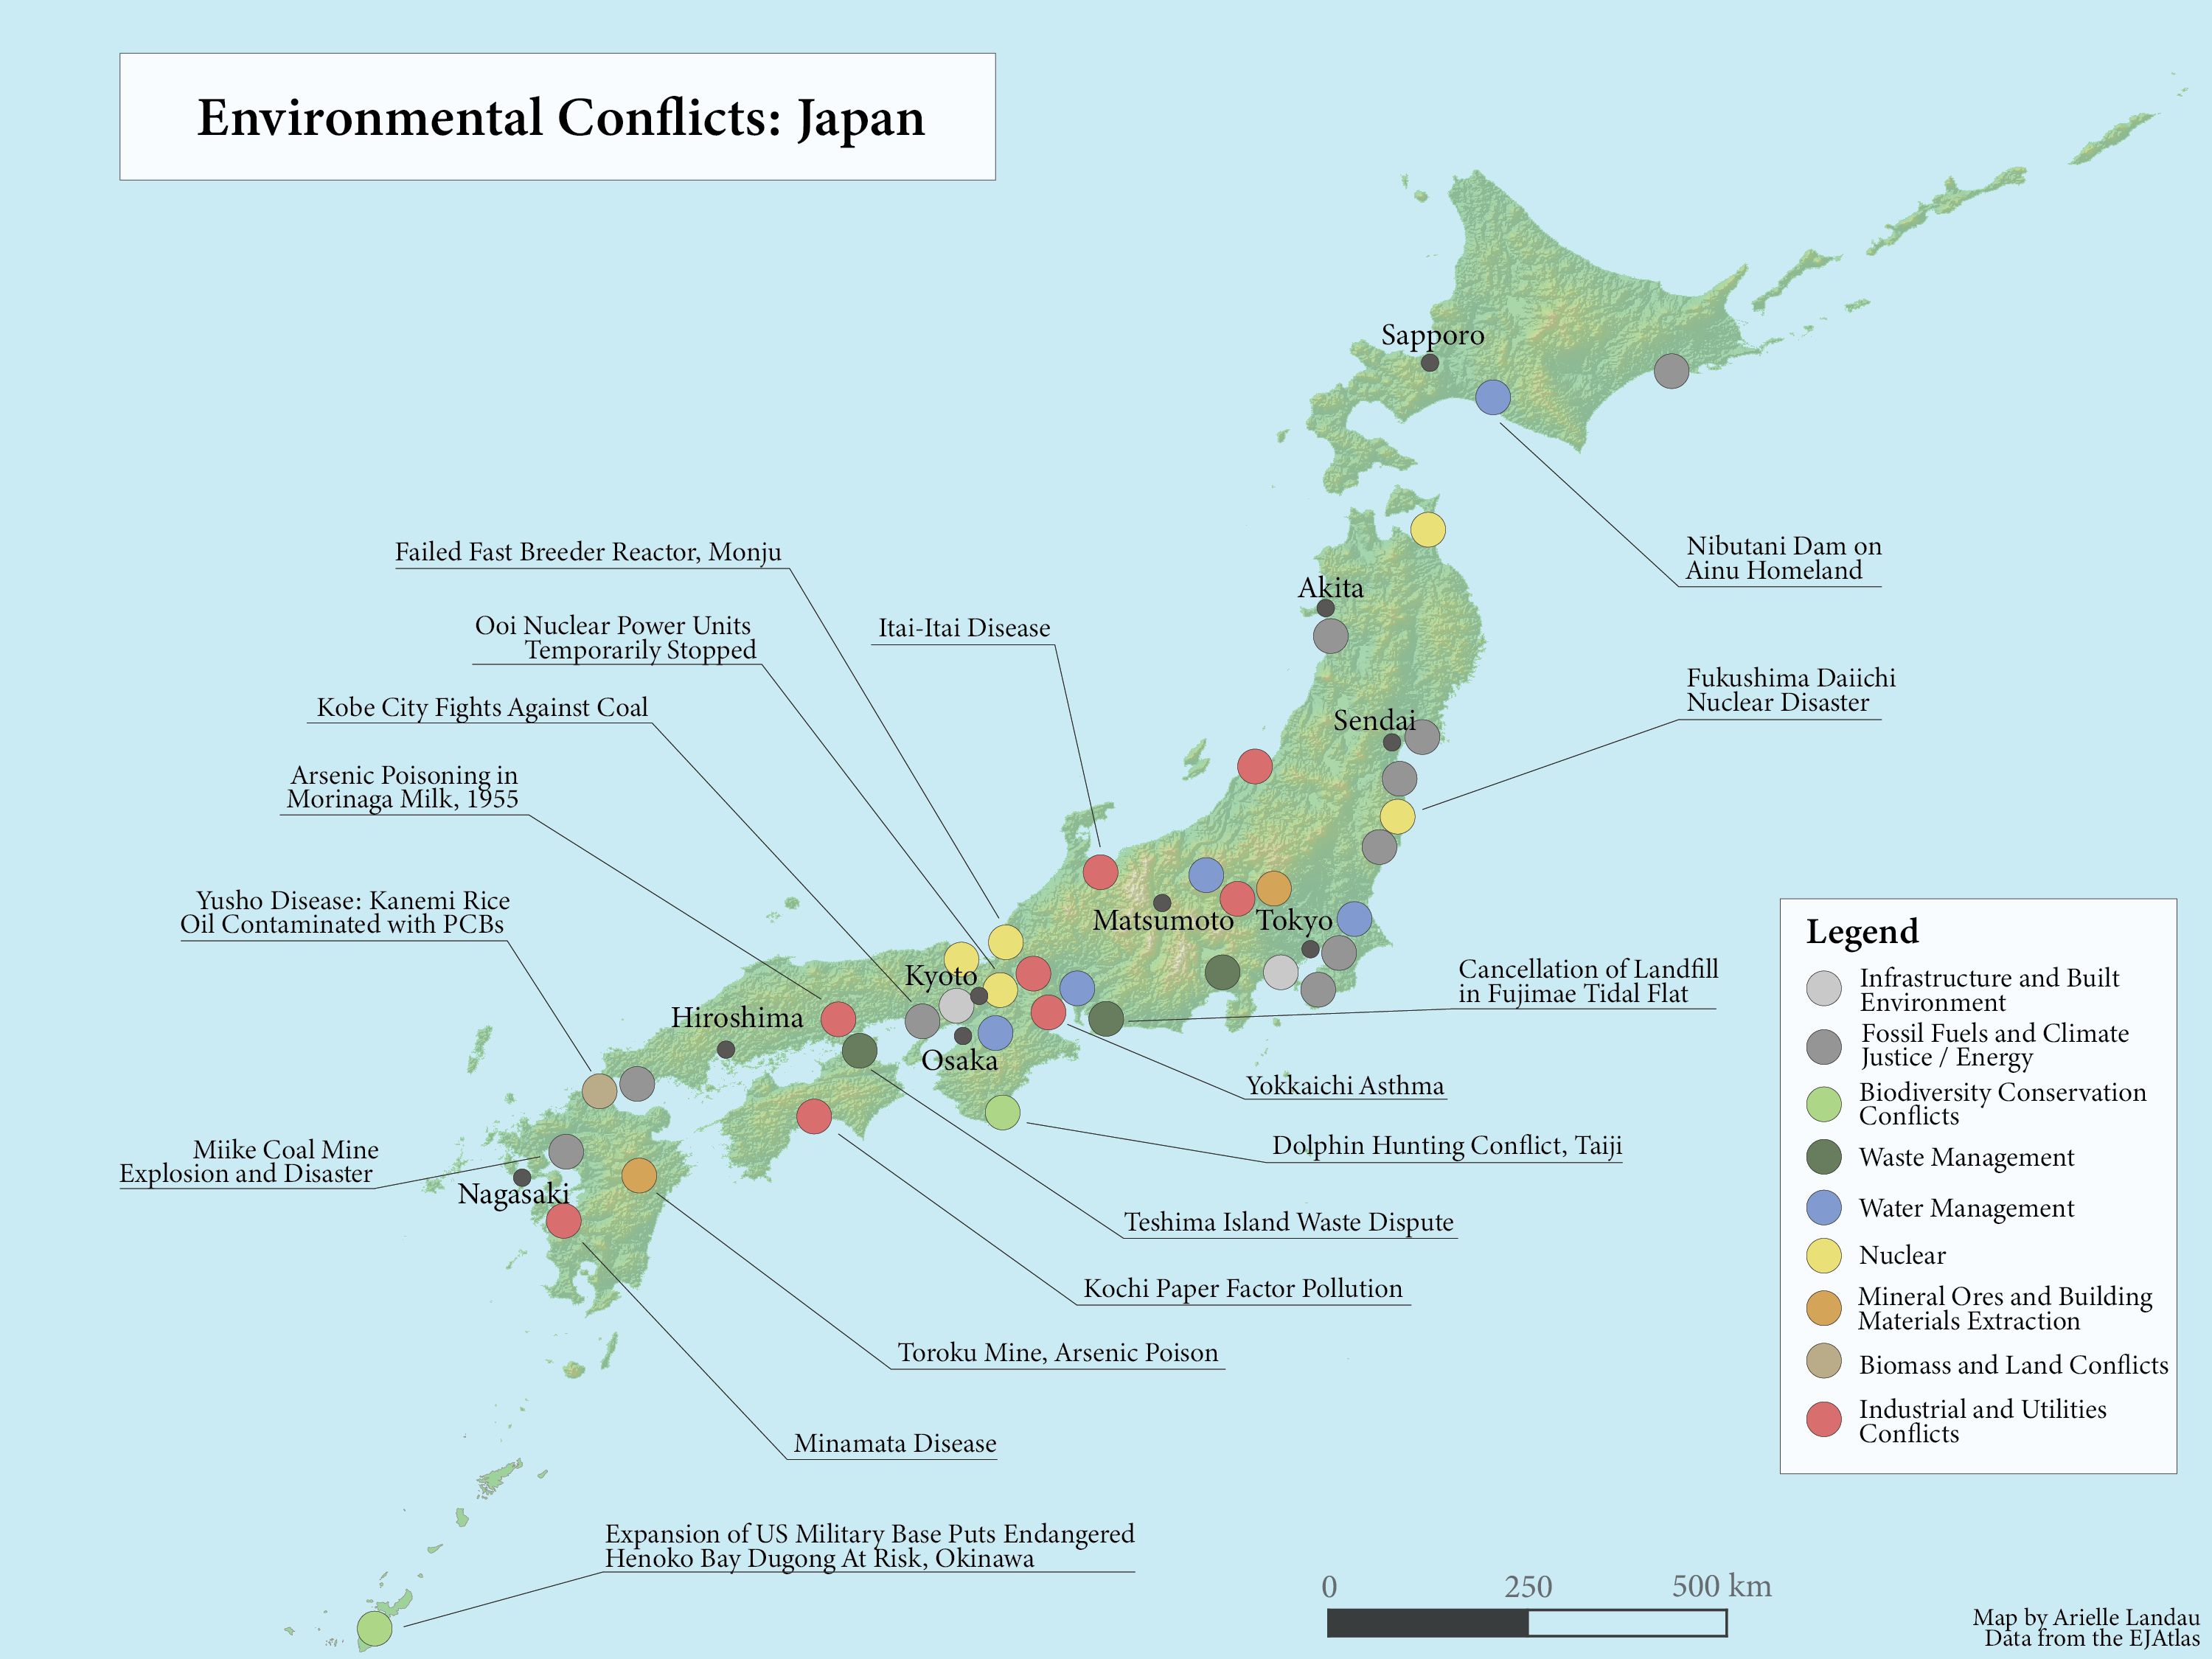 Environmental Conflicts: Japan
Sapporo
Nibutani Dam on
Ainu Homeland
Failed Fast Breeder Reactor, Monju
Akita
Ooi Nuclear Power Units
Temporarily Stopped
Itai-Itai Disease
Fukushima Daiichi
Nuclear Disaster
Kobe City Fights Against Coal
Sendai
Arsenic Poisoning in
Morinaga Milk, 1955
Yusho Disease: Kanemi Rice
Oil Contaminated with PCBs
Matsumoto
Tokyo
Kyoto
Cancellation of Landfill
in Fujimae Tidal Flat
Hiroshima
Osaka
Yokkaichi Asthma
Miike Coal Mine
Explosion and Disaster
Dolphin Hunting Conflict, Taiji
Nagasaki
Teshima Island Waste Dispute
Kochi Paper Factor Pollution
Toroku Mine, Arsenic Poison
Minamata Disease
Expansion of US Military Base Puts Endangered
Henoko Bay Dugong At Risk, Okinawa
Legend
Infrastructure and Built
Environment
Fossil Fuels and Climate
Justice / Energy
Biodiversity Conservation
Conflicts
Waste Management
Water Management
Nuclear
Mineral Ores and Building
Materials Extraction
Biomass and Land Conflicts
Industrial and Utilities
Conflicts
0 250 500 km
Map by Arielle Landau
Data from the EJAtlas